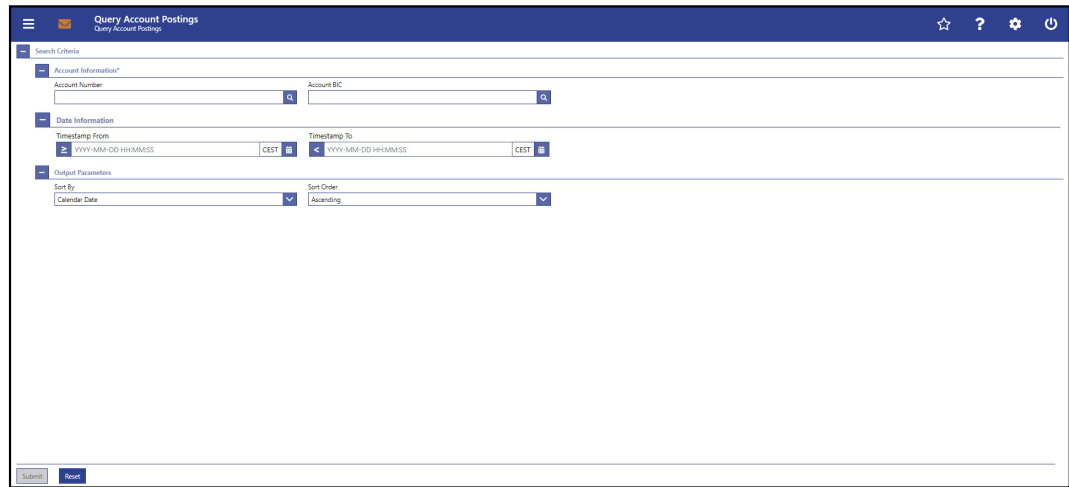 Query Account Postings
Query Account Postings
?
Search Criteria
Account Information*
Account Number Account BIC
Date Information
Timestamp From Timestamp To
≥ YYYY-MM-DD HH:MM:SS CEST < YYYY-MM-DD HH:MM:SS CEST
Output Parameters
Sort By Sort Order
Calendar Date Ascending
Submit Reset